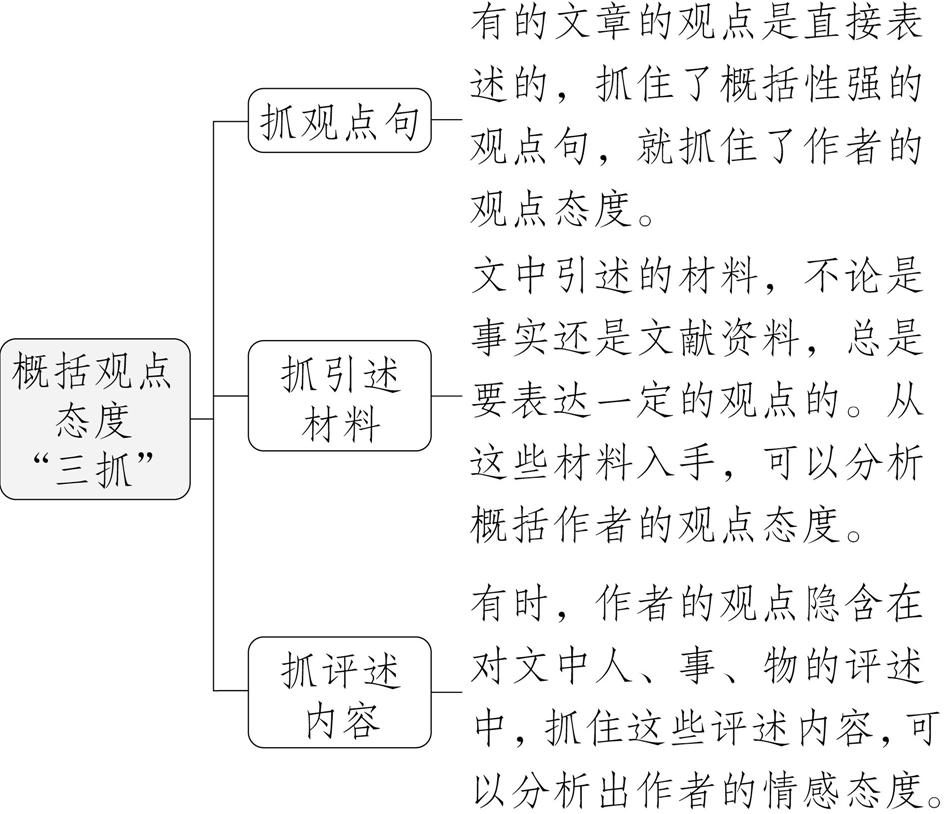 概括观点
态度
“三抓”
抓观点句
有的文章的观点是直接表
述的，抓住了概括性强的
观点句，就抓住了作者的
观点态度。
抓引述
材料
文中引述的材料，不论是
事实还是文献资料，总是
要表达一定的观点的。从
这些材料入手，可以分析
概括作者的观点态度。
抓评述
内容
有时，作者的观点隐含在
对文中人、事、物的评述
中，抓住这些评述内容，可
以分析出作者的情感态度。